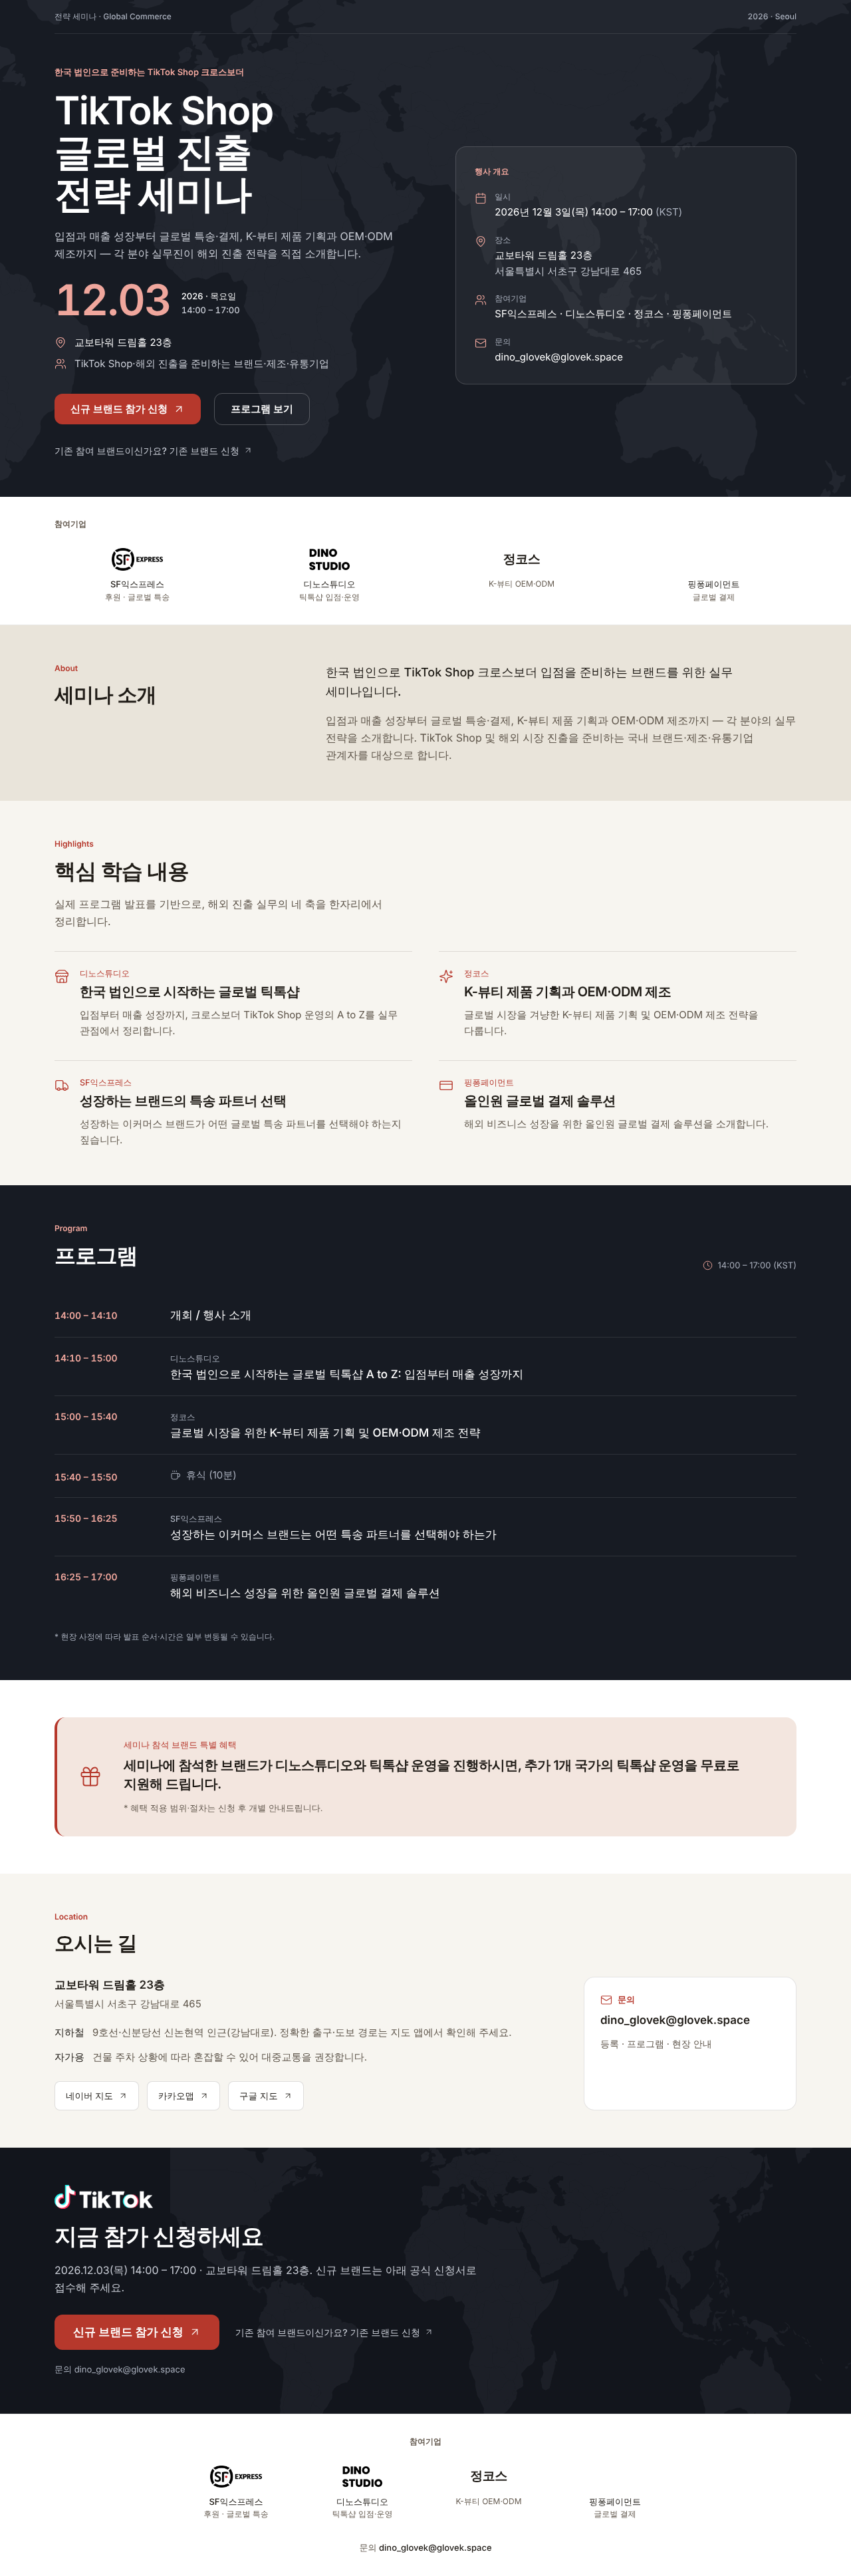 전략 세미나 · Global Commerce
2026 · Seoul
한국 법인으로 준비하는 TikTok Shop 크로스보더
TikTok Shop
글로벌 진출
전략 세미나
입점과 매출 성장부터 글로벌 특송·결제, K-뷰티 제품 기획과 OEM·ODM
제조까지 — 각 분야 실무진이 해외 진출 전략을 직접 소개합니다.
12.03
2026 · 목요일
14:00 – 17:00
교보타워 드림홀 23층
TikTok Shop·해외 진출을 준비하는 브랜드·제조·유통기업
신규 브랜드 참가 신청
프로그램 보기
기존 참여 브랜드이신가요? 기존 브랜드 신청
행사 개요
일시
2026년 12월 3일(목) 14:00 – 17:00 (KST)
장소
교보타워 드림홀 23층
서울특별시 서초구 강남대로 465
참여기업
SF익스프레스 · 디노스튜디오 · 정코스 · 핑퐁페이먼트
문의
dino_glovek@glovek.space
참여기업
SF EXPRESS
SF익스프레스
후원 · 글로벌 특송
DINO
STUDIO
디노스튜디오
틱톡샵 입점·운영
정코스
K-뷰티 OEM·ODM
핑퐁페이먼트
글로벌 결제
About
세미나 소개
한국 법인으로 TikTok Shop 크로스보더 입점을 준비하는 브랜드를 위한 실무
세미나입니다.
입점과 매출 성장부터 글로벌 특송·결제, K-뷰티 제품 기획과 OEM·ODM 제조까지 — 각 분야의 실무
전략을 소개합니다. TikTok Shop 및 해외 시장 진출을 준비하는 국내 브랜드·제조·유통기업
관계자를 대상으로 합니다.
Highlights
핵심 학습 내용
실제 프로그램 발표를 기반으로, 해외 진출 실무의 네 축을 한자리에서
정리합니다.
디노스튜디오
한국 법인으로 시작하는 글로벌 틱톡샵
입점부터 매출 성장까지, 크로스보더 TikTok Shop 운영의 A to Z를 실무
관점에서 정리합니다.
정코스
K-뷰티 제품 기획과 OEM·ODM 제조
글로벌 시장을 겨냥한 K-뷰티 제품 기획 및 OEM·ODM 제조 전략을
다룹니다.
SF익스프레스
성장하는 브랜드의 특송 파트너 선택
성장하는 이커머스 브랜드가 어떤 글로벌 특송 파트너를 선택해야 하는지
짚습니다.
핑퐁페이먼트
올인원 글로벌 결제 솔루션
해외 비즈니스 성장을 위한 올인원 글로벌 결제 솔루션을 소개합니다.
Program
프로그램
14:00 – 17:00 (KST)
14:00 – 14:10
개회 / 행사 소개
14:10 – 15:00
디노스튜디오
한국 법인으로 시작하는 글로벌 틱톡샵 A to Z: 입점부터 매출 성장까지
15:00 – 15:40
정코스
글로벌 시장을 위한 K-뷰티 제품 기획 및 OEM·ODM 제조 전략
15:40 – 15:50
휴식 (10분)
15:50 – 16:25
SF익스프레스
성장하는 이커머스 브랜드는 어떤 특송 파트너를 선택해야 하는가
16:25 – 17:00
핑퐁페이먼트
해외 비즈니스 성장을 위한 올인원 글로벌 결제 솔루션
* 현장 사정에 따라 발표 순서·시간은 일부 변동될 수 있습니다.
세미나 참석 브랜드 특별 혜택
세미나에 참석한 브랜드가 디노스튜디오와 틱톡샵 운영을 진행하시면, 추가 1개 국가의 틱톡샵 운영을 무료로
지원해 드립니다.
* 혜택 적용 범위·절차는 신청 후 개별 안내드립니다.
Location
오시는 길
교보타워 드림홀 23층
서울특별시 서초구 강남대로 465
지하철 9호선·신분당선 신논현역 인근(강남대로). 정확한 출구·도보 경로는 지도 앱에서 확인해 주세요.
자가용 건물 주차 상황에 따라 혼잡할 수 있어 대중교통을 권장합니다.
네이버 지도
카카오맵
구글 지도
문의
dino_glovek@glovek.space
등록 · 프로그램 · 현장 안내
TikTok
지금 참가 신청하세요
2026.12.03(목) 14:00 – 17:00 · 교보타워 드림홀 23층. 신규 브랜드는 아래 공식 신청서로
접수해 주세요.
신규 브랜드 참가 신청
기존 참여 브랜드이신가요? 기존 브랜드 신청
문의 dino_glovek@glovek.space
참여기업
SF EXPRESS
SF익스프레스
후원 · 글로벌 특송
DINO
STUDIO
디노스튜디오
틱톡샵 입점·운영
정코스
K-뷰티 OEM·ODM
핑퐁페이먼트
글로벌 결제
문의 dino_glovek@glovek.space